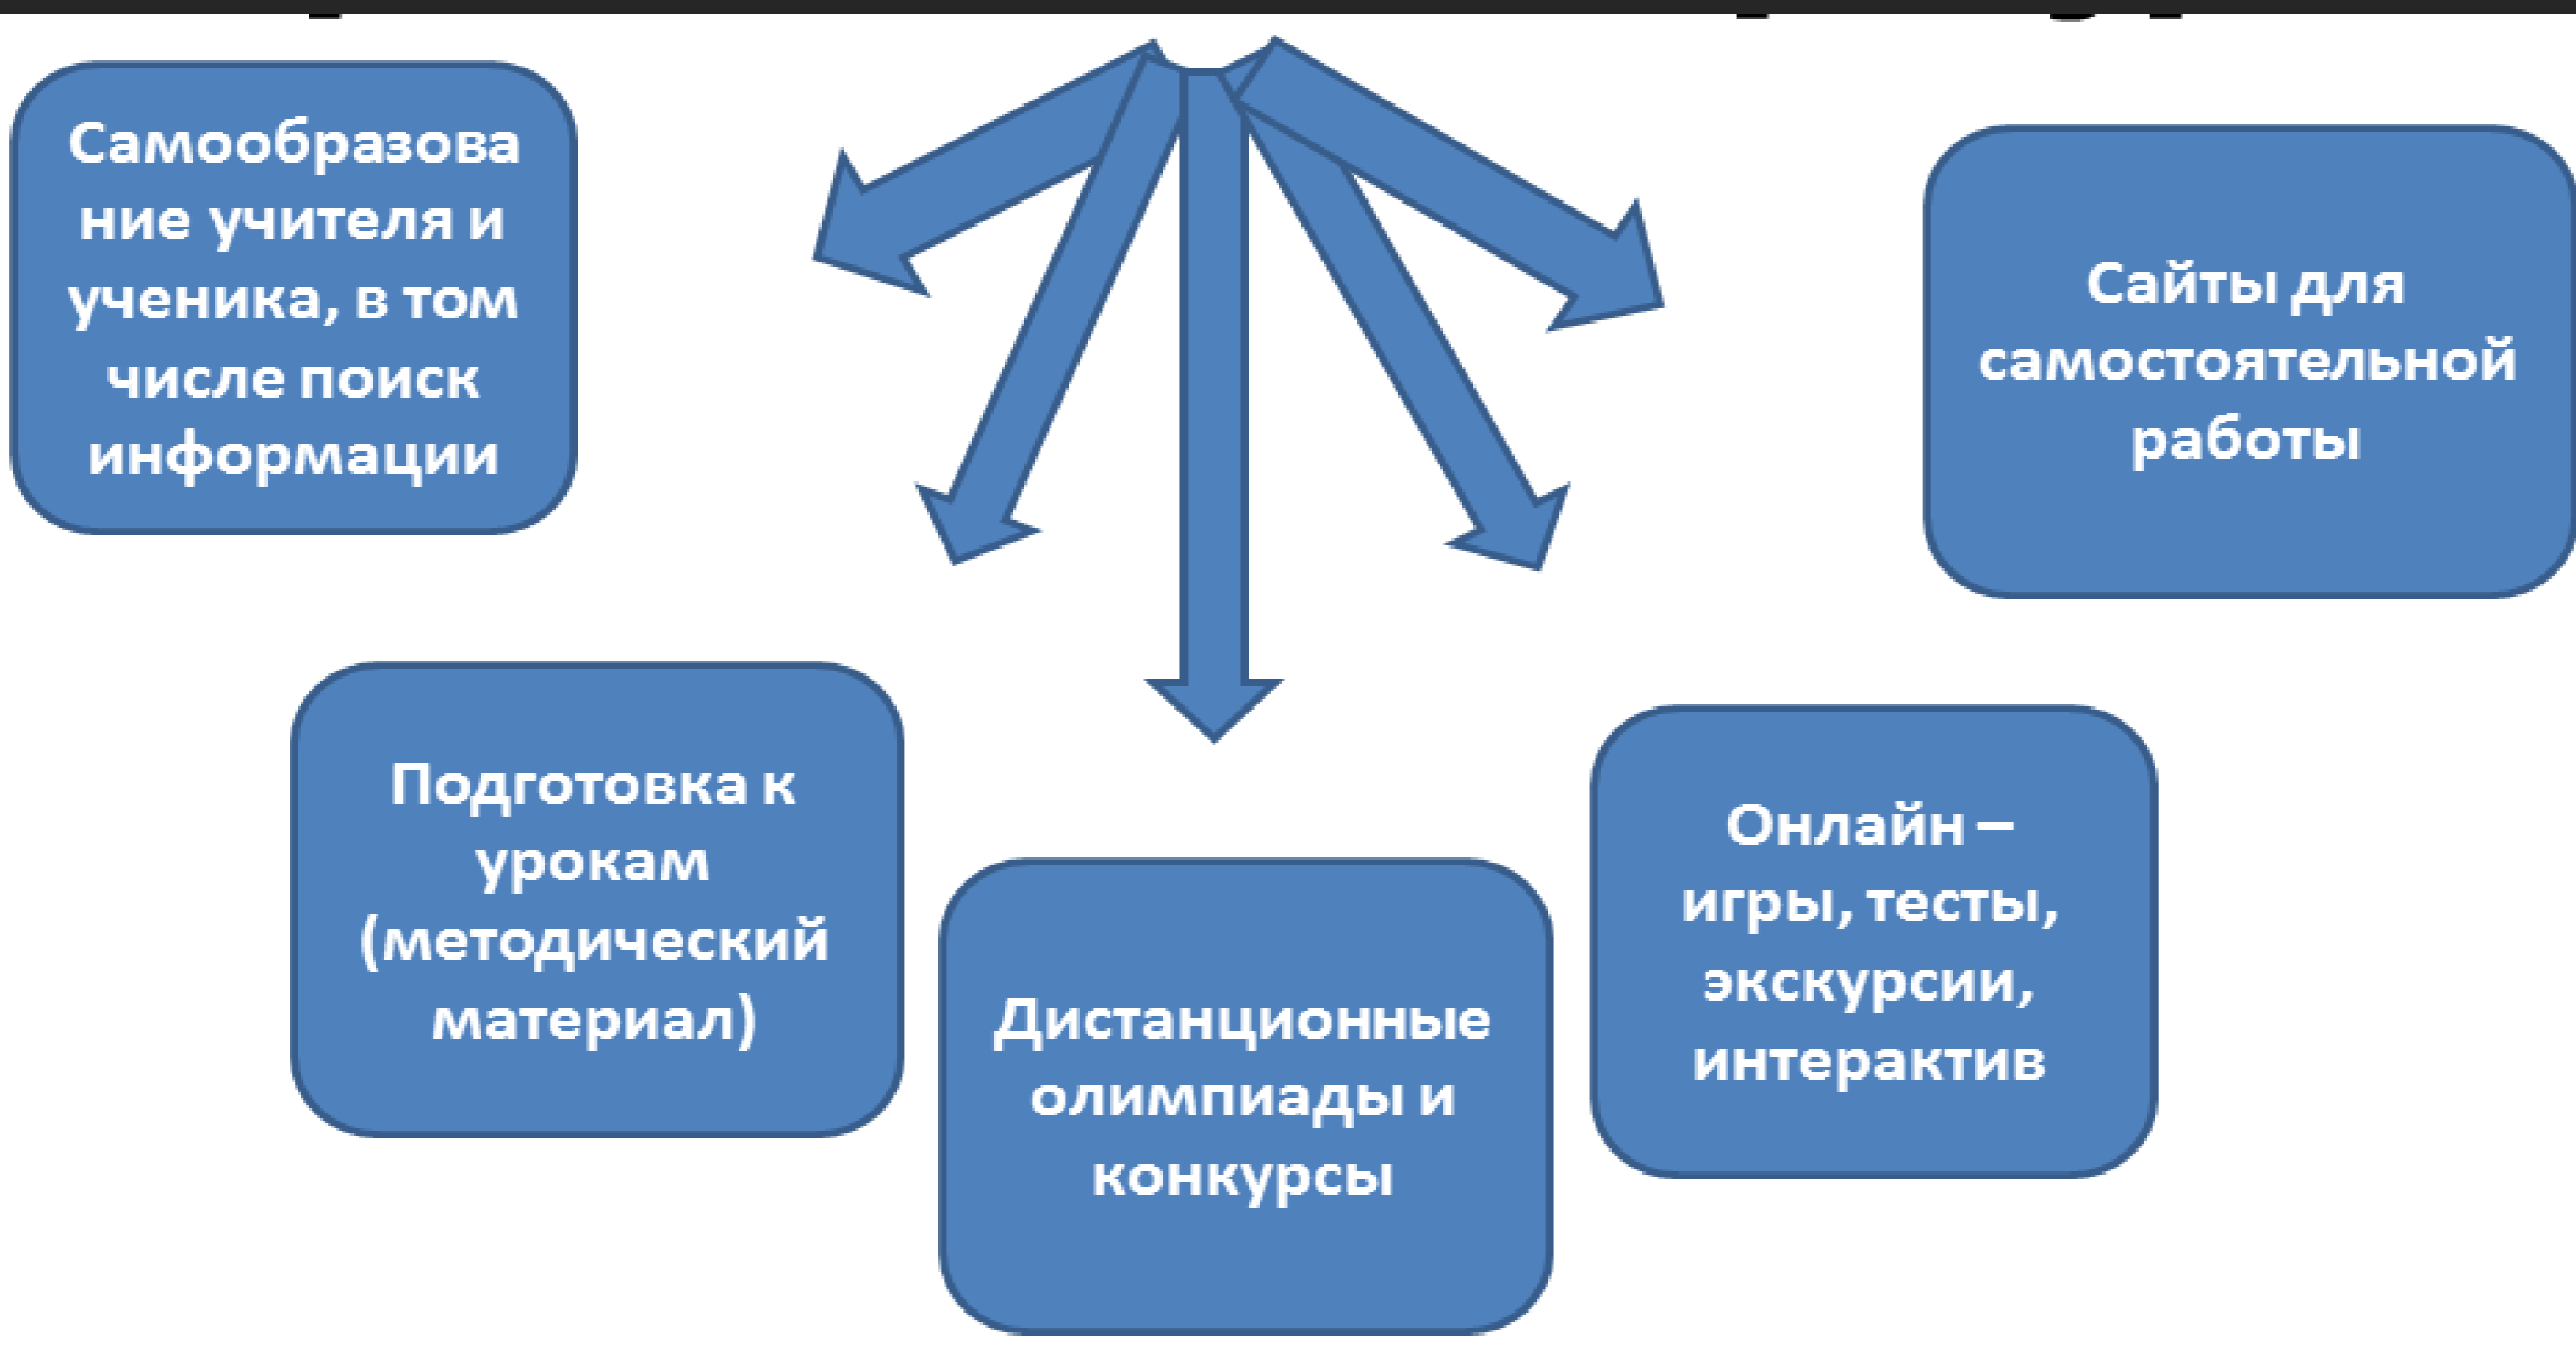 Самообразова
ние учителя и
ученика, в том
числе поиск
информации
Сайты для
самостоятельной
работы
Подготовка к
урокам
(методический
материал)
Дистанционные
олимпиады и
конкурсы
Онлайн –
игры, тесты,
экскурсии,
интерактив